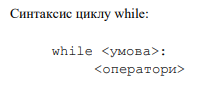 Синтаксис циклу while:
while <умова>:
<оператори>